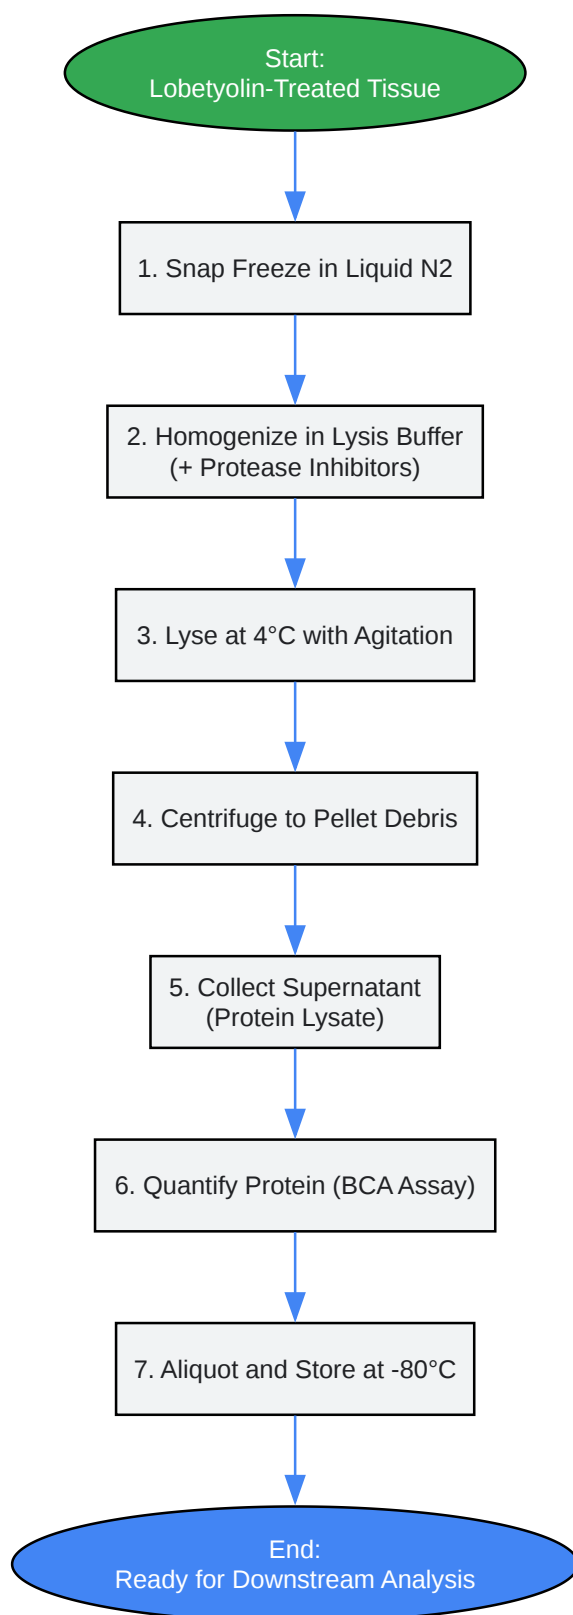 Start:
Lobetyolin-Treated Tissue
1. Snap Freeze in Liquid N2
2. Homogenize in Lysis Buffer
(+ Protease Inhibitors)
3. Lyse at 4°C with Agitation
4. Centrifuge to Pellet Debris
5. Collect Supernatant
(Protein Lysate)
6. Quantify Protein (BCA Assay)
7. Aliquot and Store at -80°C
End:
Ready for Downstream Analysis